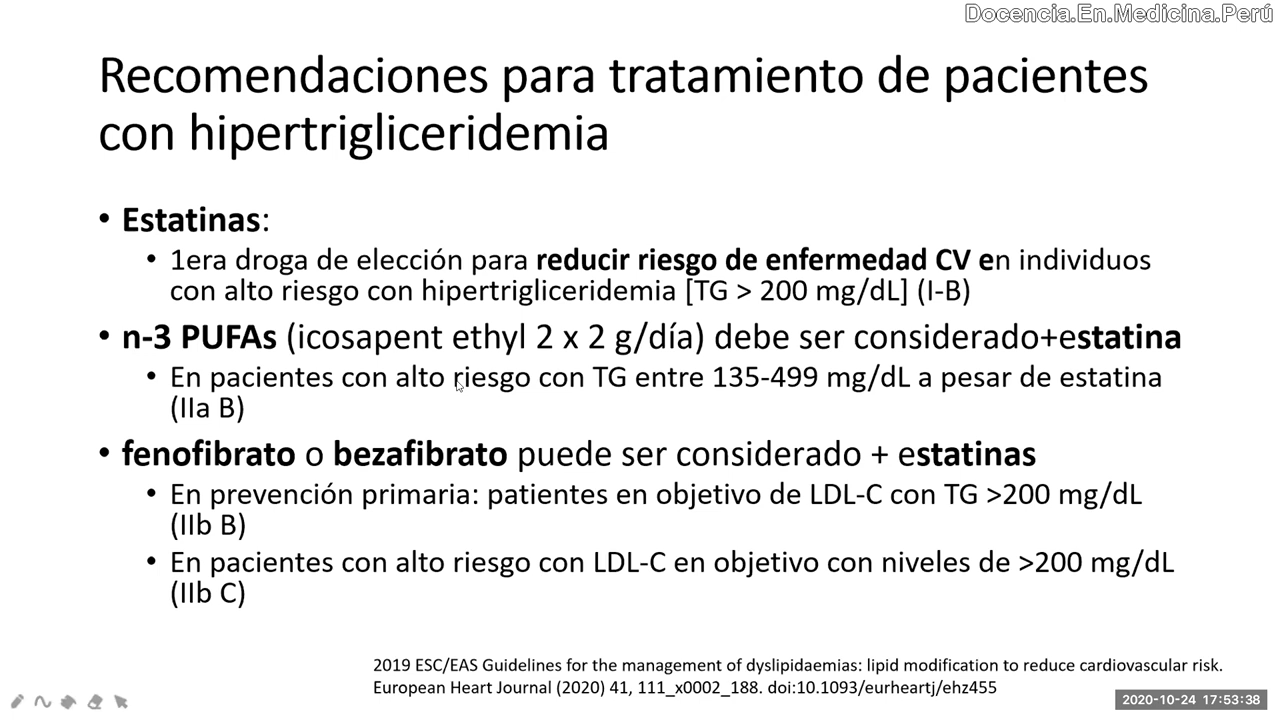 Docencia.En.Medicina.Perú
Recomendaciones para tratamiento de pacientes
con hipertrigliceridemia
• Estatinas:
• 1era droga de elección para reducir riesgo de enfermedad CV en individuos
con alto riesgo con hipertrigliceridemia [TG > 200 mg/dL] (I-B)
• n-3 PUFAs (icosapent ethyl 2 x 2 g/día) debe ser considerado+estatina
• En pacientes con alto riesgo con TG entre 135-499 mg/dL a pesar de estatina
(IIa B)
• fenofibrato o bezafibrato puede ser considerado + estatinas
• En prevención primaria: patientes en objetivo de LDL-C con TG >200 mg/dL
(IIb B)
• En pacientes con alto riesgo con LDL-C en objetivo con niveles de >200 mg/dL
(IIb C)
2019 ESC/EAS Guidelines for the management of dyslipidaemias: lipid modification to reduce cardiovascular risk.
European Heart Journal (2020) 41, 111_x0002_188. doi:10.1093/eurheartj/ehz455
2020-10-24 17:53:38